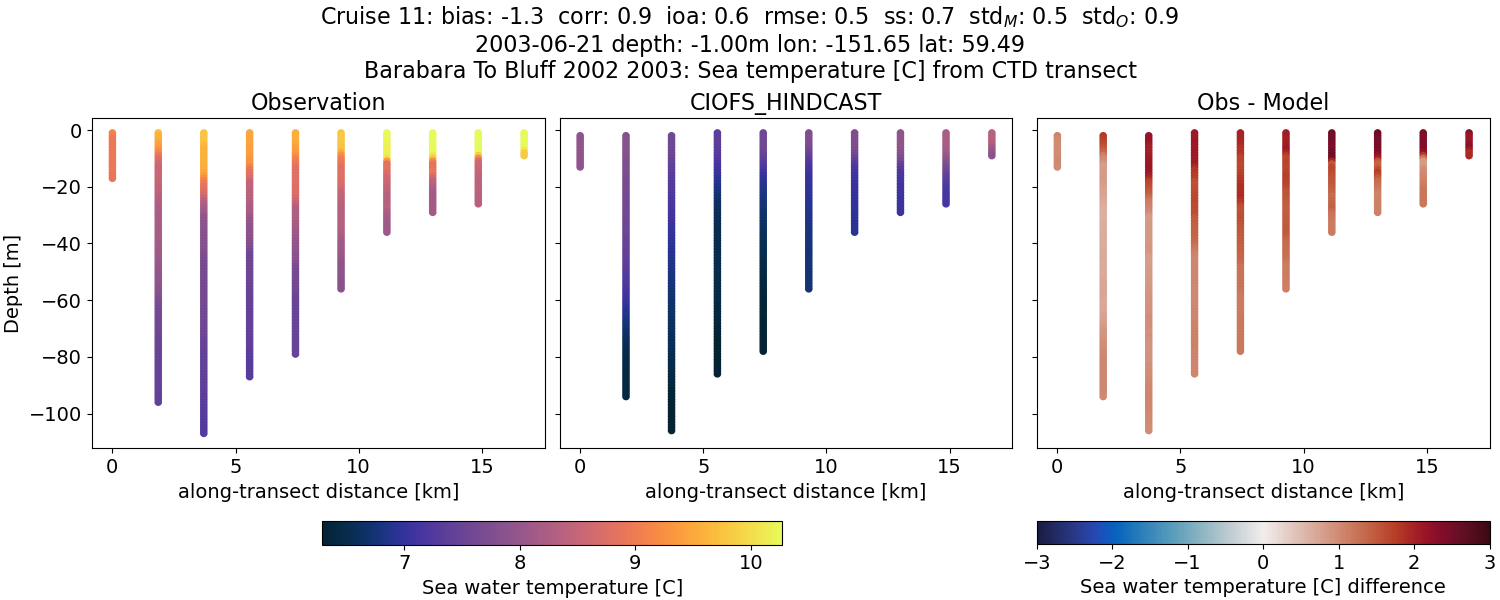 Cruise 11: bias: -1.3  corr: 0.9  ioa: 0.6  rmse: 0.5  ss: 0.7  std_M: 0.5  std_O: 0.9
2003-06-21 depth: -1.00m lon: -151.65 lat: 59.49
Barabara To Bluff 2002 2003: Sea temperature [C] from CTD transect
Observation
CIOFS_HINDCAST
Obs - Model
Depth [m]
0
−20
−40
−60
−80
−100
0 5 10 15
0 5 10 15
0 5 10 15
along-transect distance [km]
along-transect distance [km]
along-transect distance [km]
7 8 9 10
Sea water temperature [C]
−3 −2 −1 0 1 2 3
Sea water temperature [C] difference